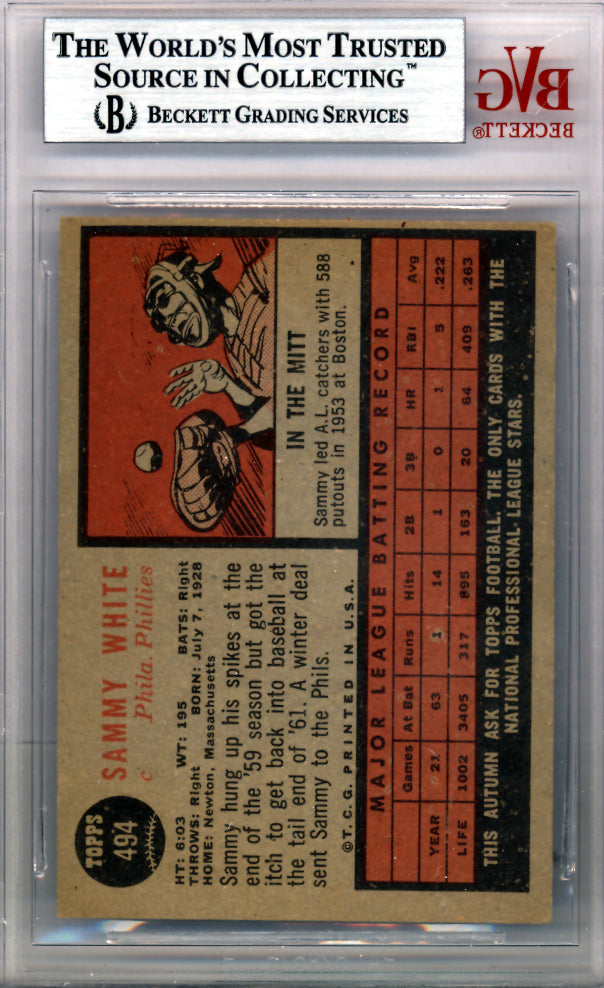 THE WORLD'S MOST TRUSTED
SOURCE IN COLLECTING™
B BECKETT GRADING SERVICES
BVG
BECKETT®
TOPPS
494
SAMMY WHITE
c Phila. Phillies
HT: 6:03 WT: 195 BATS: Right
THROWS: Right BORN: July 7, 1928
HOME: Newton, Massachusetts
Sammy hung up his spikes at the
end of the '59 season but got the
itch to get back into baseball at
the tail end of '61. A winter deal
sent Sammy to the Phils.
©T.C.G. PRINTED IN U.S.A.
IN THE MITT
Sammy led A.L. catchers with 588
putouts in 1953 at Boston.
MAJOR LEAGUE BATTING RECORD
Games At Bat Runs Hits 2B 3B HR RBI Avg
YEAR 21 63 1 14 1 0 1 5 .222
LIFE 1002 3405 317 895 163 20 64 409 .263
THIS AUTUMN ASK FOR TOPPS FOOTBALL. THE ONLY CARDS WITH THE
NATIONAL PROFESSIONAL LEAGUE STARS.